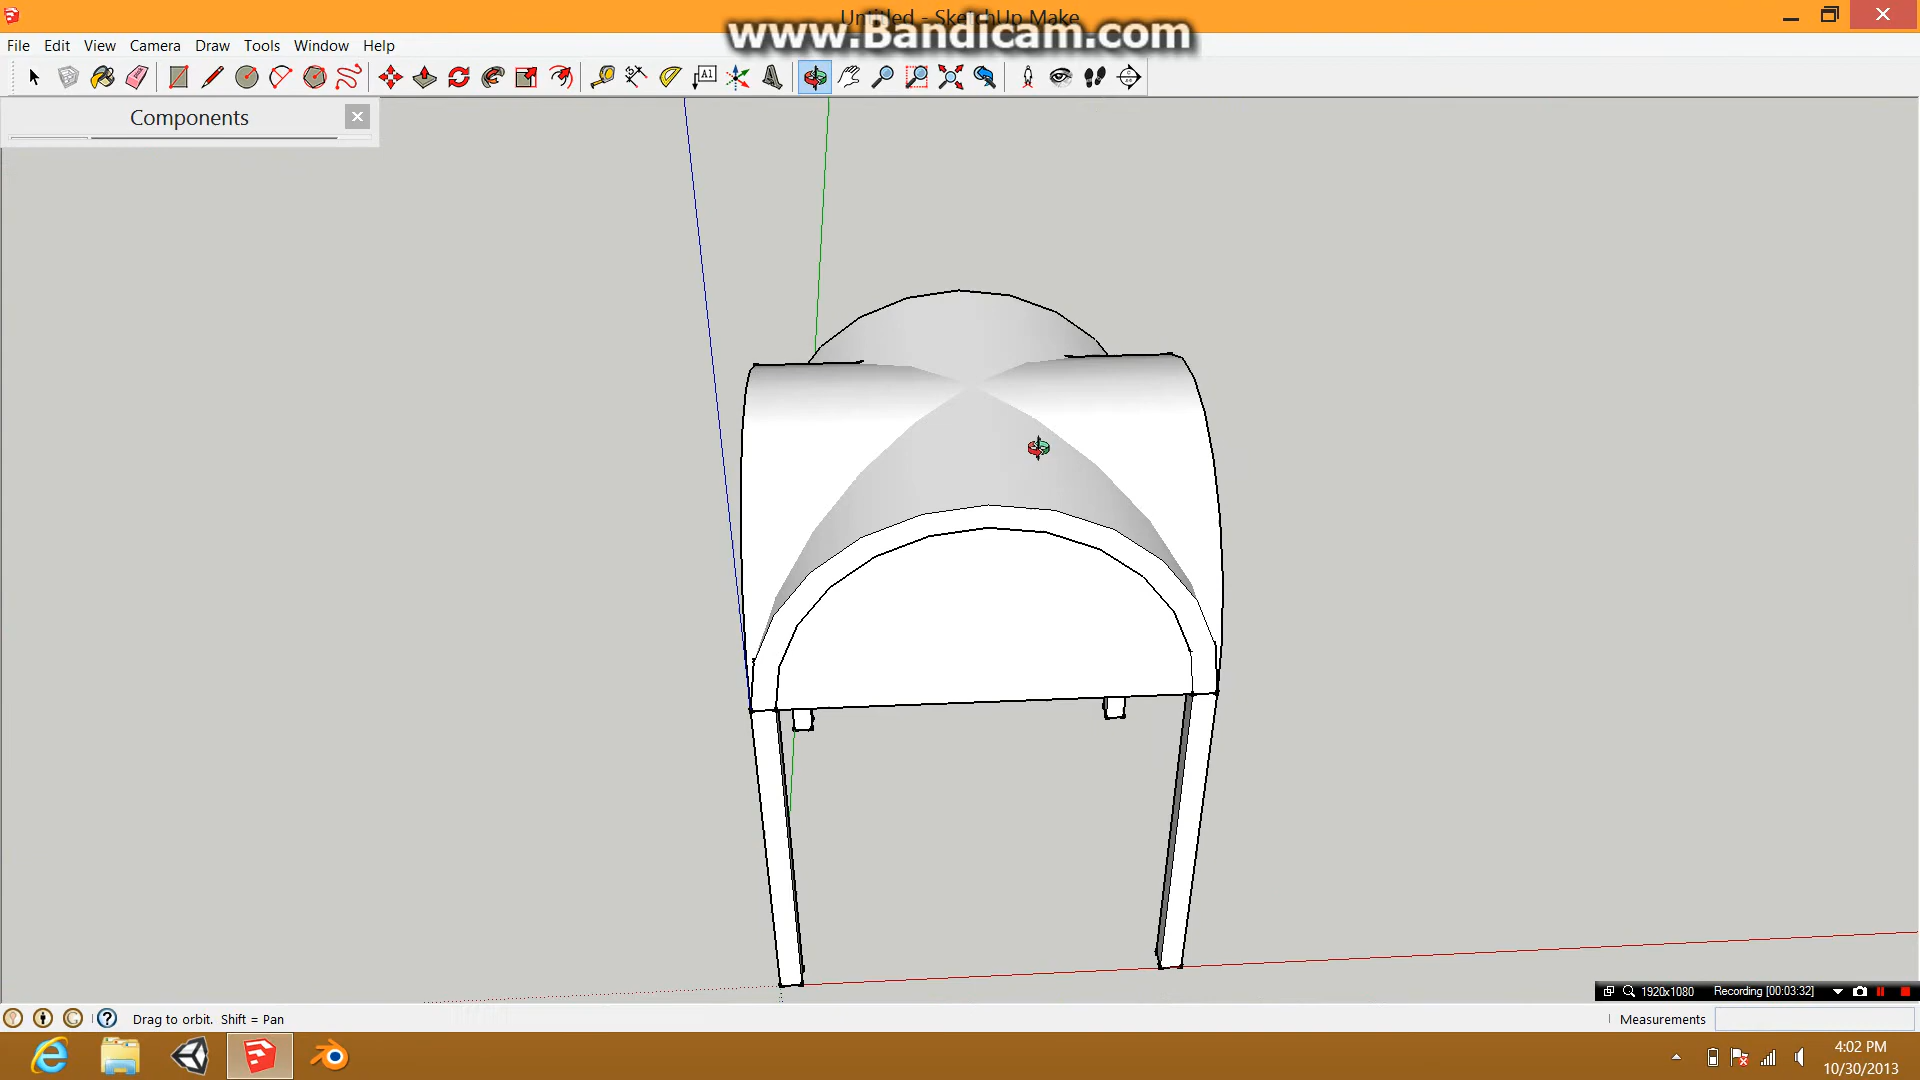 Untitled - SketchUp Make
www.Bandicam.com
File Edit View Camera Draw Tools Window Help
A1
Components
1920x1080 Recording [00:03:32]
Drag to orbit. Shift = Pan
Measurements
4:02 PM
10/30/2013